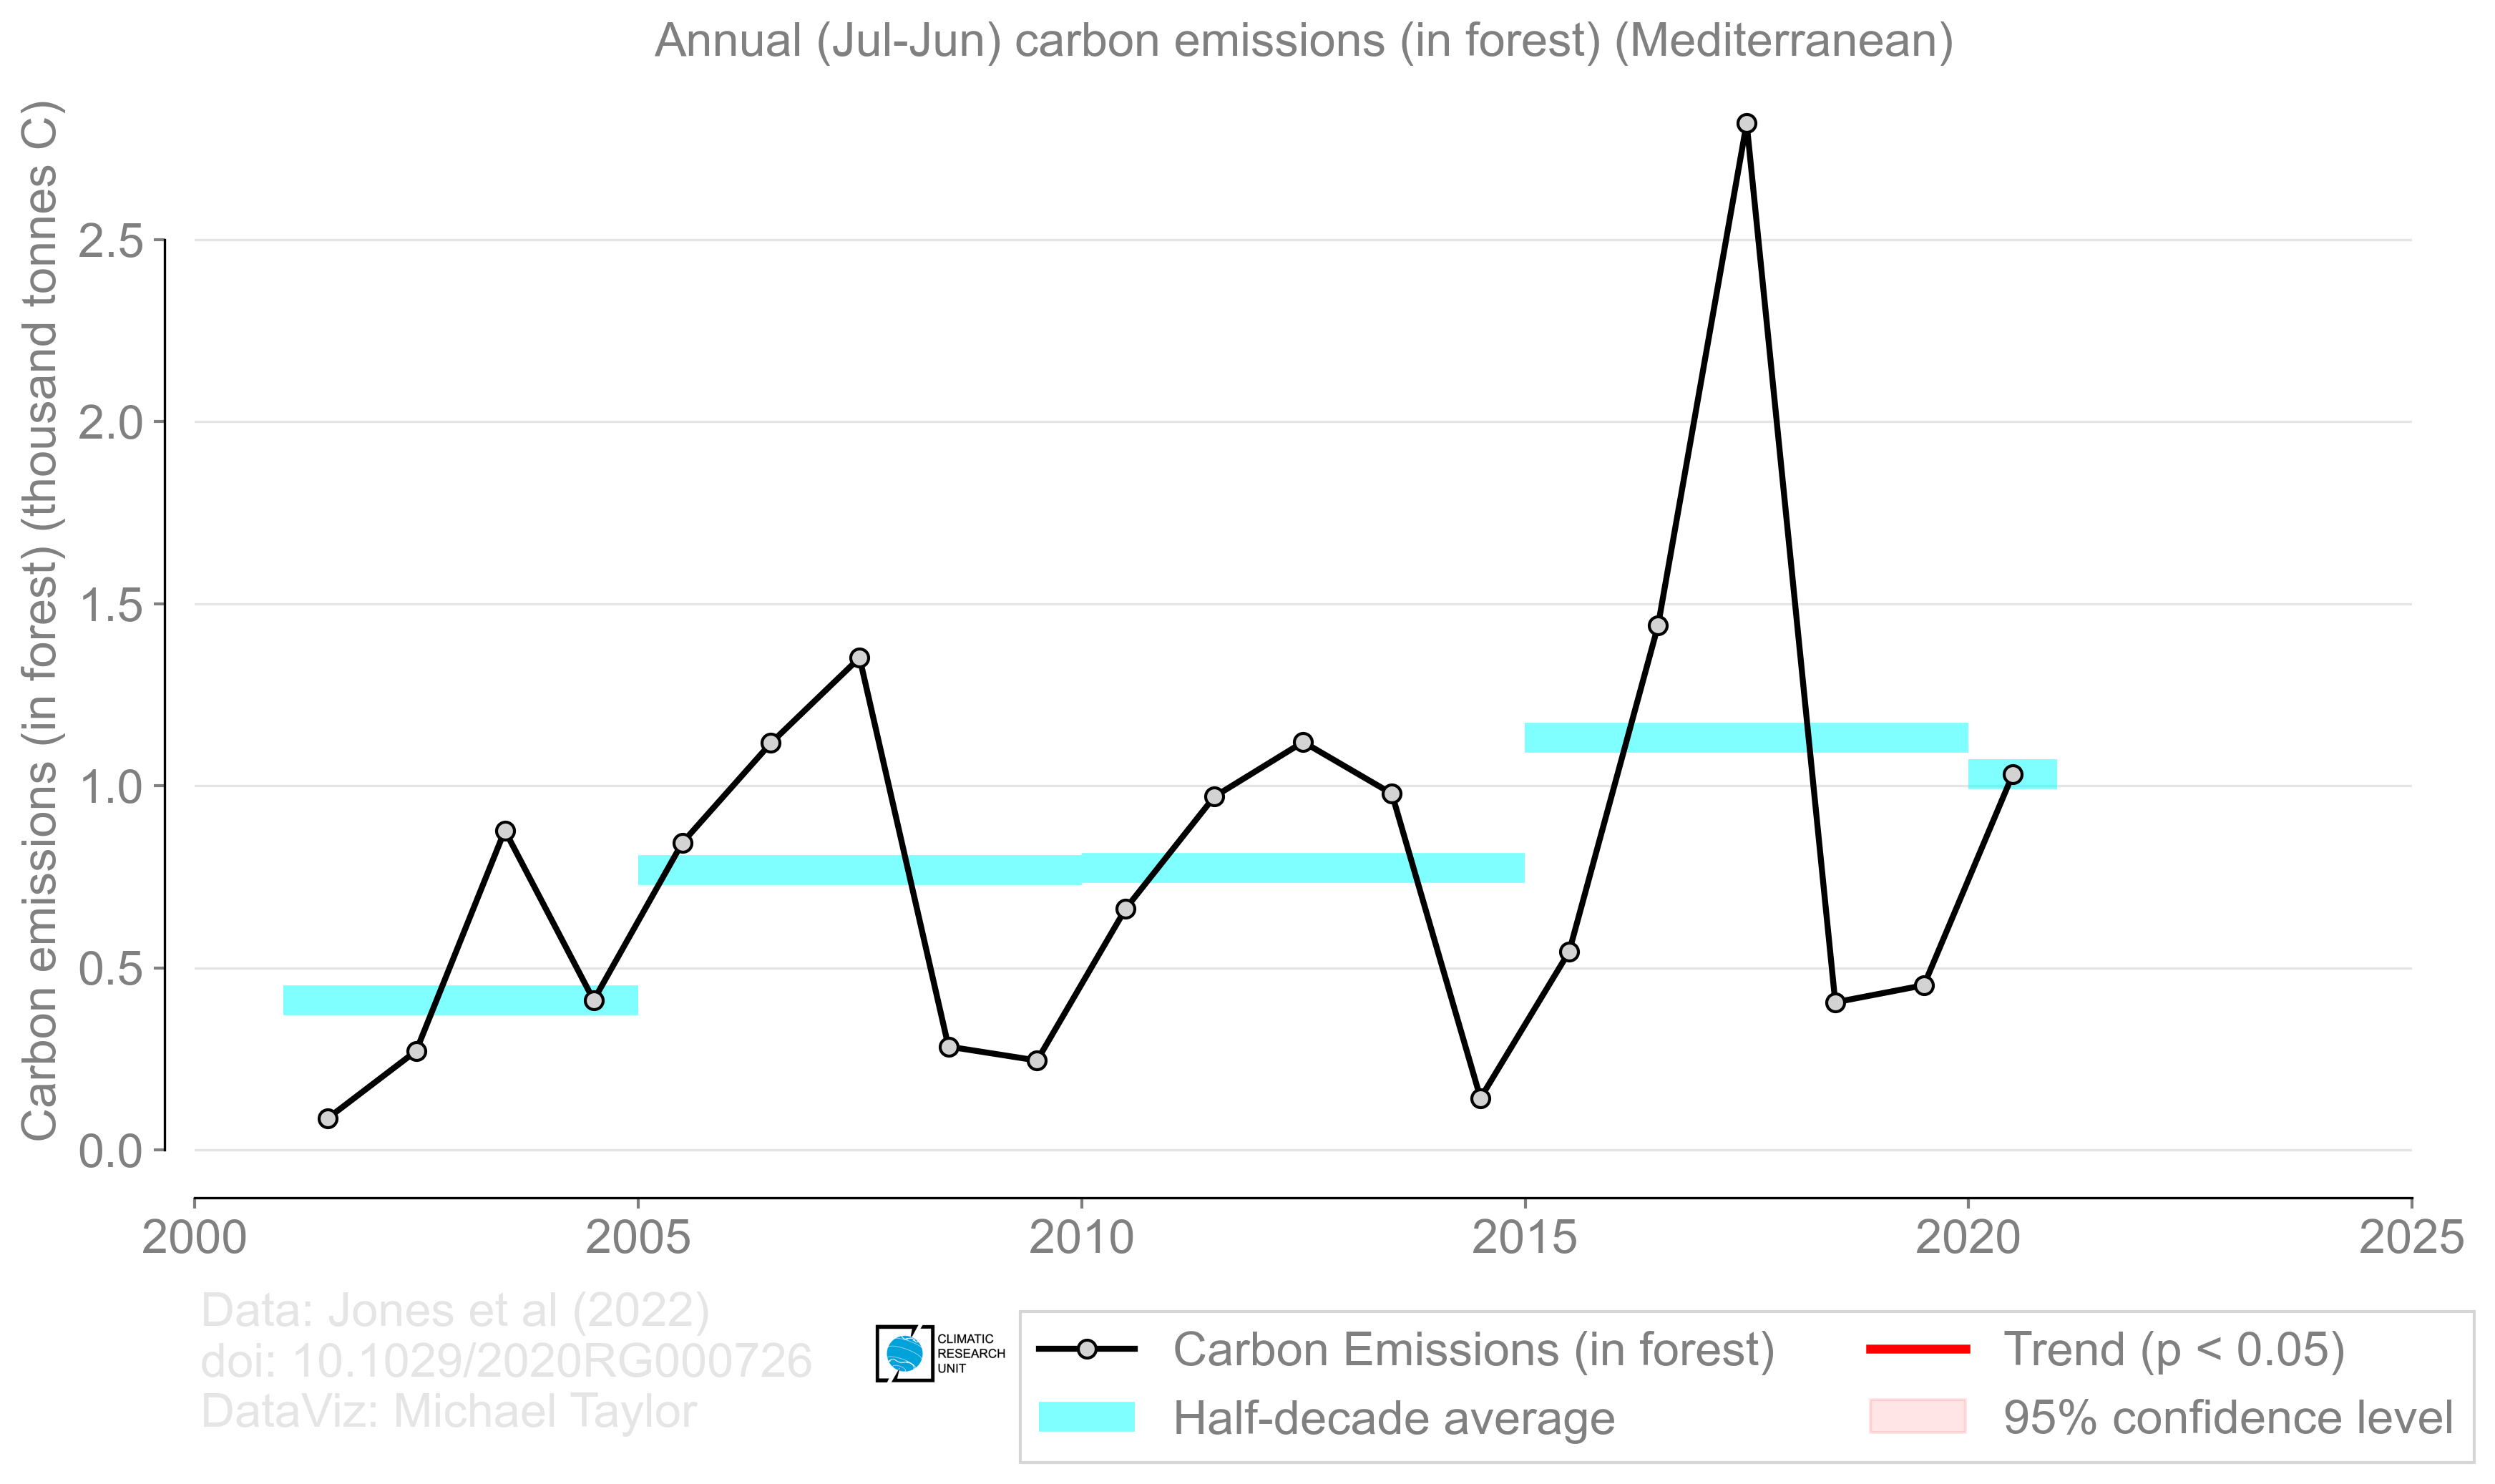 Annual (Jul-Jun) carbon emissions (in forest) (Mediterranean)
Carbon emissions (in forest) (thousand tonnes C)
2.5
2.0
1.5
1.0
0.5
0.0
2000 2005 2010 2015 2020 2025
Data: Jones et al (2022)
doi: 10.1029/2020RG000726
DataViz: Michael Taylor
CLIMATIC
RESEARCH
UNIT
Carbon Emissions (in forest)
Half-decade average
Trend (p < 0.05)
95% confidence level